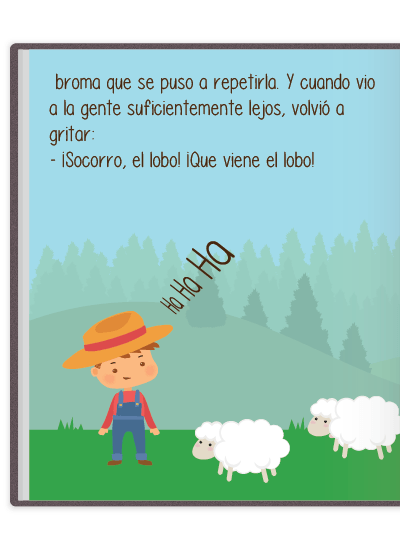 broma que se puso a repetirla. Y cuando vio
a la gente suficientemente lejos, volvió a
gritar:
- ¡Socorro, el lobo! ¡Que viene el lobo!
Ha Ha Ha